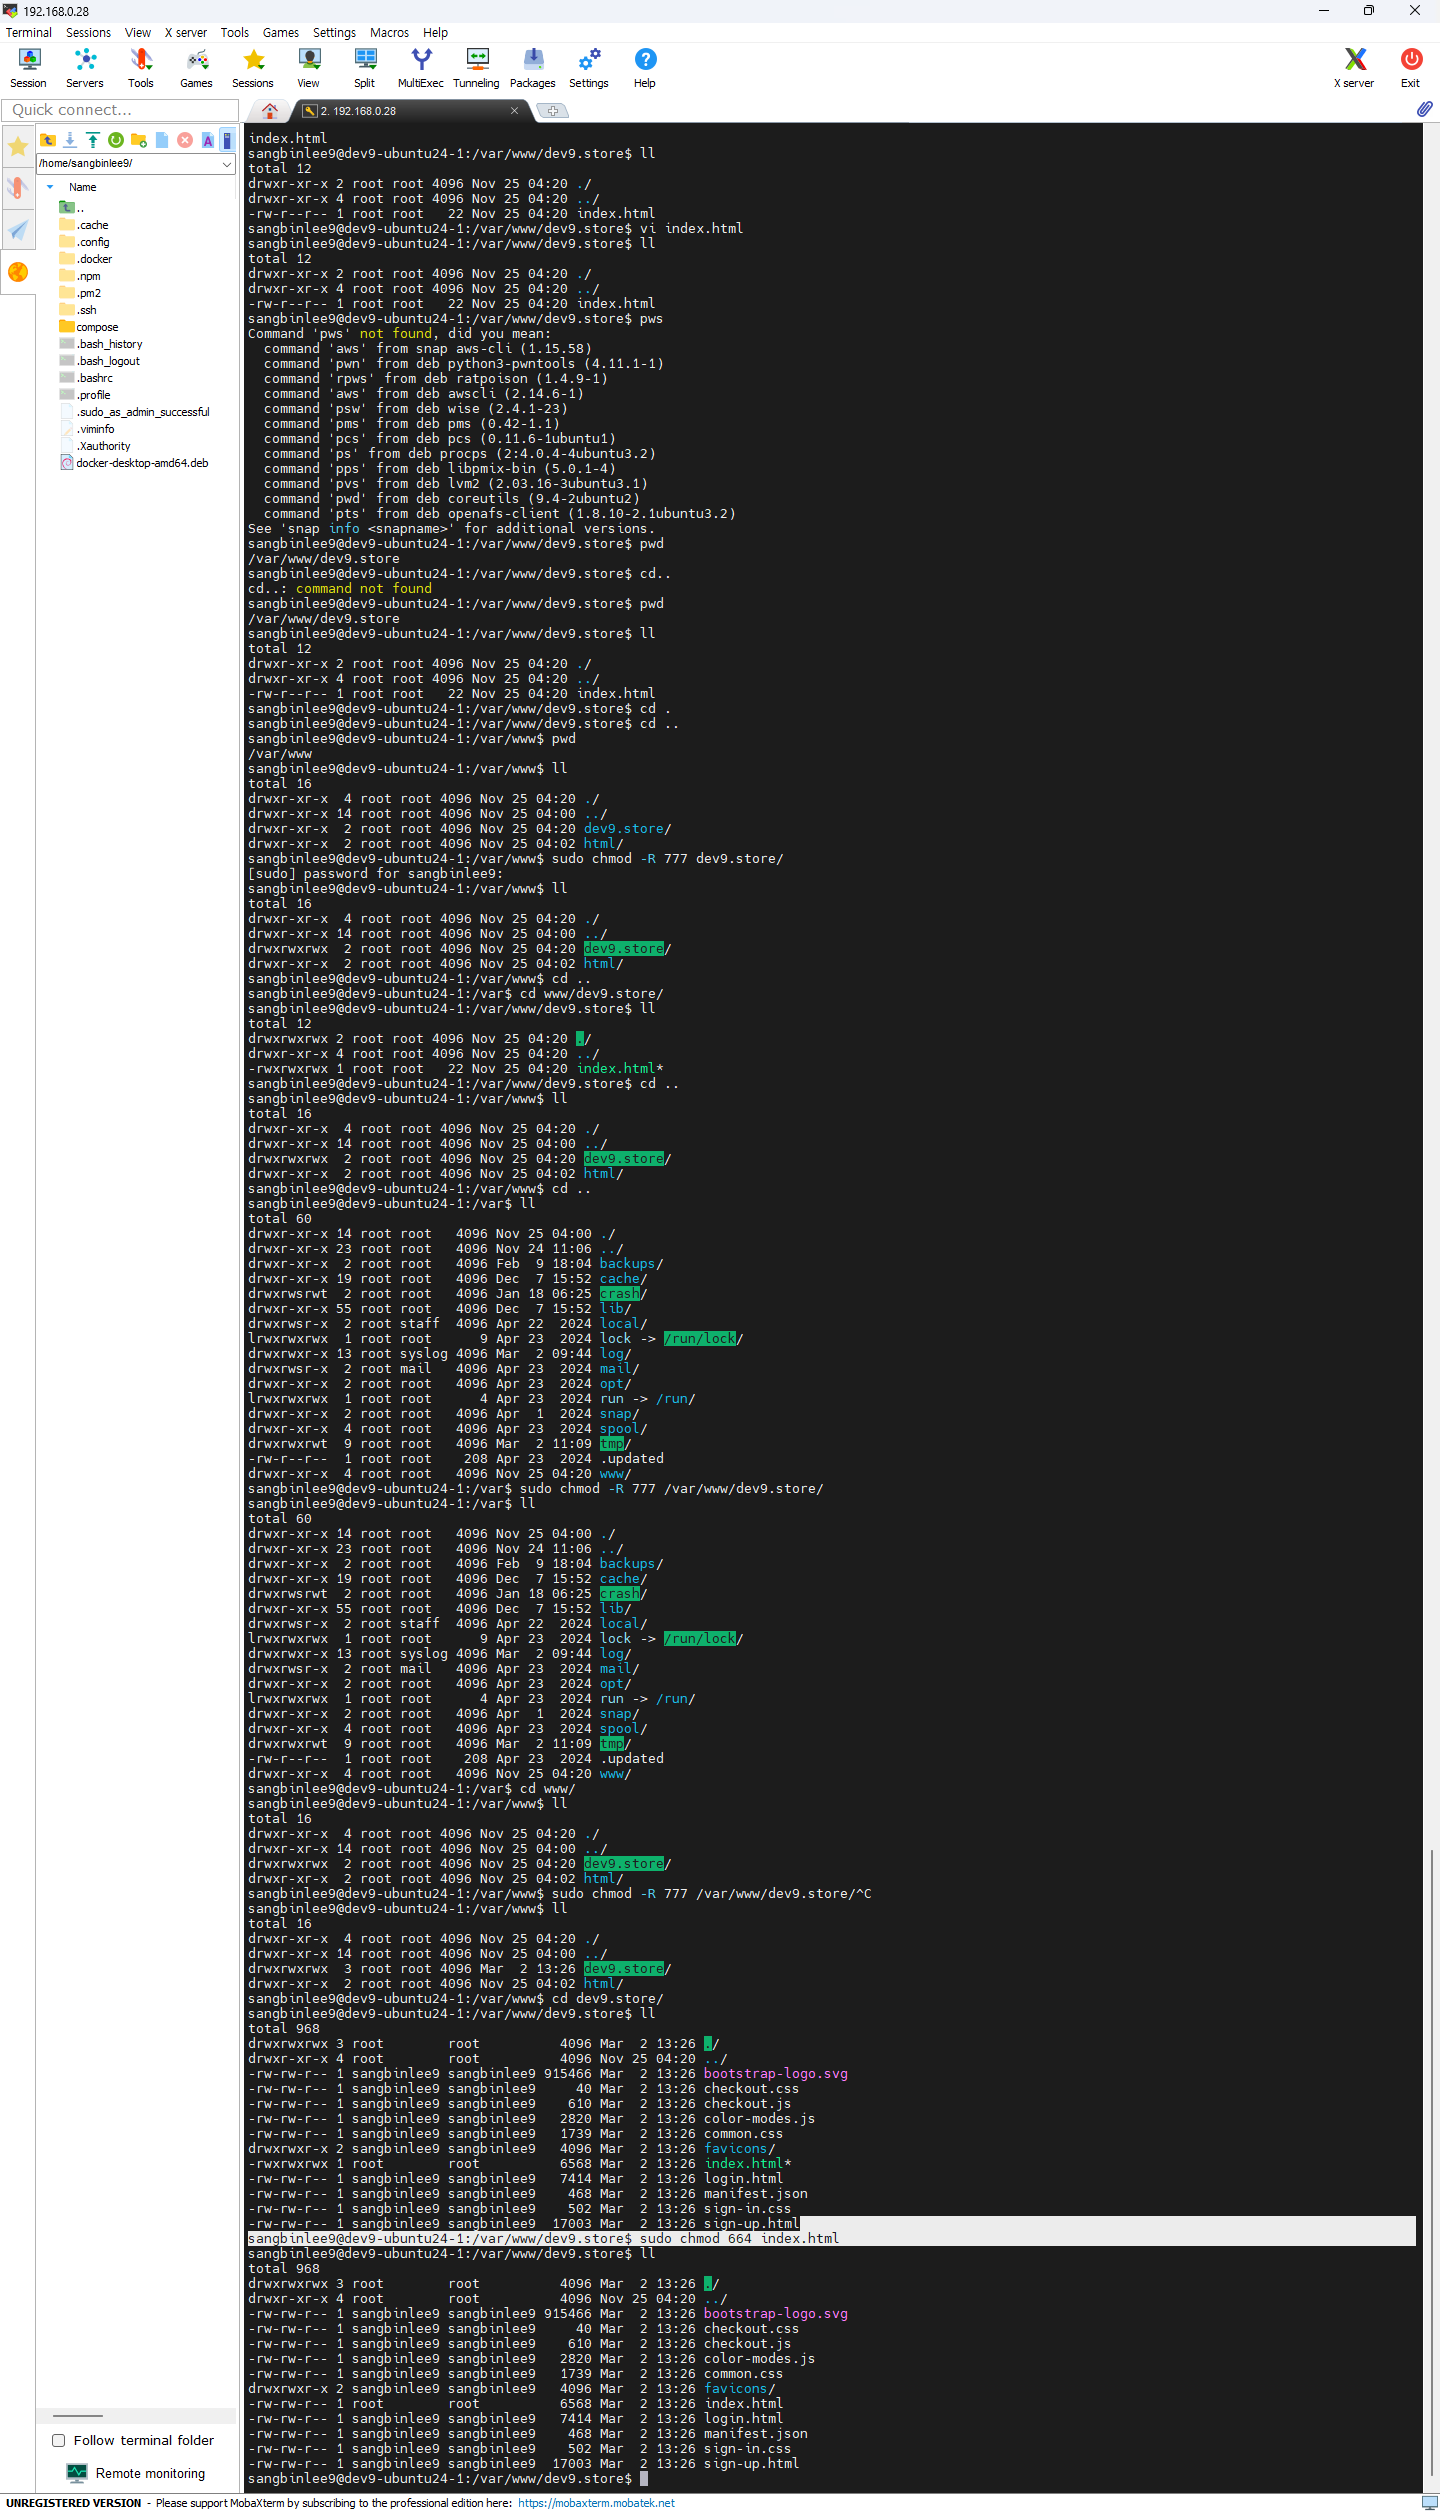 192.168.0.28
Terminal Sessions View X server Tools Games Settings Macros Help
Session Servers Tools Games Sessions View Split MultiExec Tunneling Packages Settings Help X server Exit
Quick connect...
2. 192.168.0.28
/home/sangbinlee9/
Name
..
.cache
.config
.docker
.npm
.pm2
.ssh
compose
.bash_history
.bash_logout
.bashrc
.profile
.sudo_as_admin_successful
.viminfo
.Xauthority
docker-desktop-amd64.deb
index.html
sangbinlee9@dev9-ubuntu24-1:/var/www/dev9.store$ ll
total 12
drwxr-xr-x 2 root root 4096 Nov 25 04:20 ./
drwxr-xr-x 4 root root 4096 Nov 25 04:20 ../
-rw-r--r-- 1 root root   22 Nov 25 04:20 index.html
sangbinlee9@dev9-ubuntu24-1:/var/www/dev9.store$ vi index.html
sangbinlee9@dev9-ubuntu24-1:/var/www/dev9.store$ ll
total 12
drwxr-xr-x 2 root root 4096 Nov 25 04:20 ./
drwxr-xr-x 4 root root 4096 Nov 25 04:20 ../
-rw-r--r-- 1 root root   22 Nov 25 04:20 index.html
sangbinlee9@dev9-ubuntu24-1:/var/www/dev9.store$ pws
Command 'pws' not found, did you mean:
  command 'aws' from snap aws-cli (1.15.58)
  command 'pwn' from deb python3-pwntools (4.11.1-1)
  command 'rpws' from deb ratpoison (1.4.9-1)
  command 'aws' from deb awscli (2.14.6-1)
  command 'psw' from deb wise (2.4.1-23)
  command 'pms' from deb pms (0.42-1.1)
  command 'pcs' from deb pcs (0.11.6-1ubuntu1)
  command 'ps' from deb procps (2:4.0.4-4ubuntu3.2)
  command 'pps' from deb libpmix-bin (5.0.1-4)
  command 'pvs' from deb lvm2 (2.03.16-3ubuntu3.1)
  command 'pwd' from deb coreutils (9.4-2ubuntu2)
  command 'pts' from deb openafs-client (1.8.10-2.1ubuntu3.2)
See 'snap info <snapname>' for additional versions.
sangbinlee9@dev9-ubuntu24-1:/var/www/dev9.store$ pwd
/var/www/dev9.store
sangbinlee9@dev9-ubuntu24-1:/var/www/dev9.store$ cd..
cd..: command not found
sangbinlee9@dev9-ubuntu24-1:/var/www/dev9.store$ pwd
/var/www/dev9.store
sangbinlee9@dev9-ubuntu24-1:/var/www/dev9.store$ ll
total 12
drwxr-xr-x 2 root root 4096 Nov 25 04:20 ./
drwxr-xr-x 4 root root 4096 Nov 25 04:20 ../
-rw-r--r-- 1 root root   22 Nov 25 04:20 index.html
sangbinlee9@dev9-ubuntu24-1:/var/www/dev9.store$ cd .
sangbinlee9@dev9-ubuntu24-1:/var/www/dev9.store$ cd ..
sangbinlee9@dev9-ubuntu24-1:/var/www$ pwd
/var/www
sangbinlee9@dev9-ubuntu24-1:/var/www$ ll
total 16
drwxr-xr-x  4 root root 4096 Nov 25 04:20 ./
drwxr-xr-x 14 root root 4096 Nov 25 04:00 ../
drwxr-xr-x  2 root root 4096 Nov 25 04:20 dev9.store/
drwxr-xr-x  2 root root 4096 Nov 25 04:02 html/
sangbinlee9@dev9-ubuntu24-1:/var/www$ sudo chmod -R 777 dev9.store/
[sudo] password for sangbinlee9:
sangbinlee9@dev9-ubuntu24-1:/var/www$ ll
total 16
drwxr-xr-x  4 root root 4096 Nov 25 04:20 ./
drwxr-xr-x 14 root root 4096 Nov 25 04:00 ../
drwxrwxrwx  2 root root 4096 Nov 25 04:20 dev9.store/
drwxr-xr-x  2 root root 4096 Nov 25 04:02 html/
sangbinlee9@dev9-ubuntu24-1:/var/www$ cd ..
sangbinlee9@dev9-ubuntu24-1:/var$ cd www/dev9.store/
sangbinlee9@dev9-ubuntu24-1:/var/www/dev9.store$ ll
total 12
drwxrwxrwx 2 root root 4096 Nov 25 04:20 ./
drwxr-xr-x 4 root root 4096 Nov 25 04:20 ../
-rwxrwxrwx 1 root root   22 Nov 25 04:20 index.html*
sangbinlee9@dev9-ubuntu24-1:/var/www/dev9.store$ cd ..
sangbinlee9@dev9-ubuntu24-1:/var/www$ ll
total 16
drwxr-xr-x  4 root root 4096 Nov 25 04:20 ./
drwxr-xr-x 14 root root 4096 Nov 25 04:00 ../
drwxrwxrwx  2 root root 4096 Nov 25 04:20 dev9.store/
drwxr-xr-x  2 root root 4096 Nov 25 04:02 html/
sangbinlee9@dev9-ubuntu24-1:/var/www$ cd ..
sangbinlee9@dev9-ubuntu24-1:/var$ ll
total 60
drwxr-xr-x 14 root root   4096 Nov 25 04:00 ./
drwxr-xr-x 23 root root   4096 Nov 24 11:06 ../
drwxr-xr-x  2 root root   4096 Feb  9 18:04 backups/
drwxr-xr-x 19 root root   4096 Dec  7 15:52 cache/
drwxrwsrwt  2 root root   4096 Jan 18 06:25 crash/
drwxr-xr-x 55 root root   4096 Dec  7 15:52 lib/
drwxrwsr-x  2 root staff  4096 Apr 22  2024 local/
lrwxrwxrwx  1 root root      9 Apr 23  2024 lock -> /run/lock/
drwxrwxr-x 13 root syslog 4096 Mar  2 09:44 log/
drwxrwsr-x  2 root mail   4096 Apr 23  2024 mail/
drwxr-xr-x  2 root root   4096 Apr 23  2024 opt/
lrwxrwxrwx  1 root root      4 Apr 23  2024 run -> /run/
drwxr-xr-x  2 root root   4096 Apr  1  2024 snap/
drwxr-xr-x  4 root root   4096 Apr 23  2024 spool/
drwxrwxrwt  9 root root   4096 Mar  2 11:09 tmp/
-rw-r--r--  1 root root    208 Apr 23  2024 .updated
drwxr-xr-x  4 root root   4096 Nov 25 04:20 www/
sangbinlee9@dev9-ubuntu24-1:/var$ sudo chmod -R 777 /var/www/dev9.store/
sangbinlee9@dev9-ubuntu24-1:/var$ ll
total 60
drwxr-xr-x 14 root root   4096 Nov 25 04:00 ./
drwxr-xr-x 23 root root   4096 Nov 24 11:06 ../
drwxr-xr-x  2 root root   4096 Feb  9 18:04 backups/
drwxr-xr-x 19 root root   4096 Dec  7 15:52 cache/
drwxrwsrwt  2 root root   4096 Jan 18 06:25 crash/
drwxr-xr-x 55 root root   4096 Dec  7 15:52 lib/
drwxrwsr-x  2 root staff  4096 Apr 22  2024 local/
lrwxrwxrwx  1 root root      9 Apr 23  2024 lock -> /run/lock/
drwxrwxr-x 13 root syslog 4096 Mar  2 09:44 log/
drwxrwsr-x  2 root mail   4096 Apr 23  2024 mail/
drwxr-xr-x  2 root root   4096 Apr 23  2024 opt/
lrwxrwxrwx  1 root root      4 Apr 23  2024 run -> /run/
drwxr-xr-x  2 root root   4096 Apr  1  2024 snap/
drwxr-xr-x  4 root root   4096 Apr 23  2024 spool/
drwxrwxrwt  9 root root   4096 Mar  2 11:09 tmp/
-rw-r--r--  1 root root    208 Apr 23  2024 .updated
drwxr-xr-x  4 root root   4096 Nov 25 04:20 www/
sangbinlee9@dev9-ubuntu24-1:/var$ cd www/
sangbinlee9@dev9-ubuntu24-1:/var/www$ ll
total 16
drwxr-xr-x  4 root root 4096 Nov 25 04:20 ./
drwxr-xr-x 14 root root 4096 Nov 25 04:00 ../
drwxrwxrwx  2 root root 4096 Nov 25 04:20 dev9.store/
drwxr-xr-x  2 root root 4096 Nov 25 04:02 html/
sangbinlee9@dev9-ubuntu24-1:/var/www$ sudo chmod -R 777 /var/www/dev9.store/^C
sangbinlee9@dev9-ubuntu24-1:/var/www$ ll
total 16
drwxr-xr-x  4 root root 4096 Nov 25 04:20 ./
drwxr-xr-x 14 root root 4096 Nov 25 04:00 ../
drwxrwxrwx  3 root root 4096 Mar  2 13:26 dev9.store/
drwxr-xr-x  2 root root 4096 Nov 25 04:02 html/
sangbinlee9@dev9-ubuntu24-1:/var/www$ cd dev9.store/
sangbinlee9@dev9-ubuntu24-1:/var/www/dev9.store$ ll
total 968
drwxrwxrwx 3 root        root          4096 Mar  2 13:26 ./
drwxr-xr-x 4 root        root          4096 Nov 25 04:20 ../
-rw-rw-r-- 1 sangbinlee9 sangbinlee9 915466 Mar  2 13:26 bootstrap-logo.svg
-rw-rw-r-- 1 sangbinlee9 sangbinlee9     40 Mar  2 13:26 checkout.css
-rw-rw-r-- 1 sangbinlee9 sangbinlee9    610 Mar  2 13:26 checkout.js
-rw-rw-r-- 1 sangbinlee9 sangbinlee9   2820 Mar  2 13:26 color-modes.js
-rw-rw-r-- 1 sangbinlee9 sangbinlee9   1739 Mar  2 13:26 common.css
drwxrwxr-x 2 sangbinlee9 sangbinlee9   4096 Mar  2 13:26 favicons/
-rwxrwxrwx 1 root        root          6568 Mar  2 13:26 index.html*
-rw-rw-r-- 1 sangbinlee9 sangbinlee9   7414 Mar  2 13:26 login.html
-rw-rw-r-- 1 sangbinlee9 sangbinlee9    468 Mar  2 13:26 manifest.json
-rw-rw-r-- 1 sangbinlee9 sangbinlee9    502 Mar  2 13:26 sign-in.css
-rw-rw-r-- 1 sangbinlee9 sangbinlee9  17003 Mar  2 13:26 sign-up.html
sangbinlee9@dev9-ubuntu24-1:/var/www/dev9.store$ sudo chmod 664 index.html
sangbinlee9@dev9-ubuntu24-1:/var/www/dev9.store$ ll
total 968
drwxrwxrwx 3 root        root          4096 Mar  2 13:26 ./
drwxr-xr-x 4 root        root          4096 Nov 25 04:20 ../
-rw-rw-r-- 1 sangbinlee9 sangbinlee9 915466 Mar  2 13:26 bootstrap-logo.svg
-rw-rw-r-- 1 sangbinlee9 sangbinlee9     40 Mar  2 13:26 checkout.css
-rw-rw-r-- 1 sangbinlee9 sangbinlee9    610 Mar  2 13:26 checkout.js
-rw-rw-r-- 1 sangbinlee9 sangbinlee9   2820 Mar  2 13:26 color-modes.js
-rw-rw-r-- 1 sangbinlee9 sangbinlee9   1739 Mar  2 13:26 common.css
drwxrwxr-x 2 sangbinlee9 sangbinlee9   4096 Mar  2 13:26 favicons/
-rw-rw-r-- 1 root        root          6568 Mar  2 13:26 index.html
-rw-rw-r-- 1 sangbinlee9 sangbinlee9   7414 Mar  2 13:26 login.html
-rw-rw-r-- 1 sangbinlee9 sangbinlee9    468 Mar  2 13:26 manifest.json
-rw-rw-r-- 1 sangbinlee9 sangbinlee9    502 Mar  2 13:26 sign-in.css
-rw-rw-r-- 1 sangbinlee9 sangbinlee9  17003 Mar  2 13:26 sign-up.html
sangbinlee9@dev9-ubuntu24-1:/var/www/dev9.store$
Follow terminal folder
Remote monitoring
UNREGISTERED VERSION - Please support MobaXterm by subscribing to the professional edition here: https://mobaxterm.mobatek.net